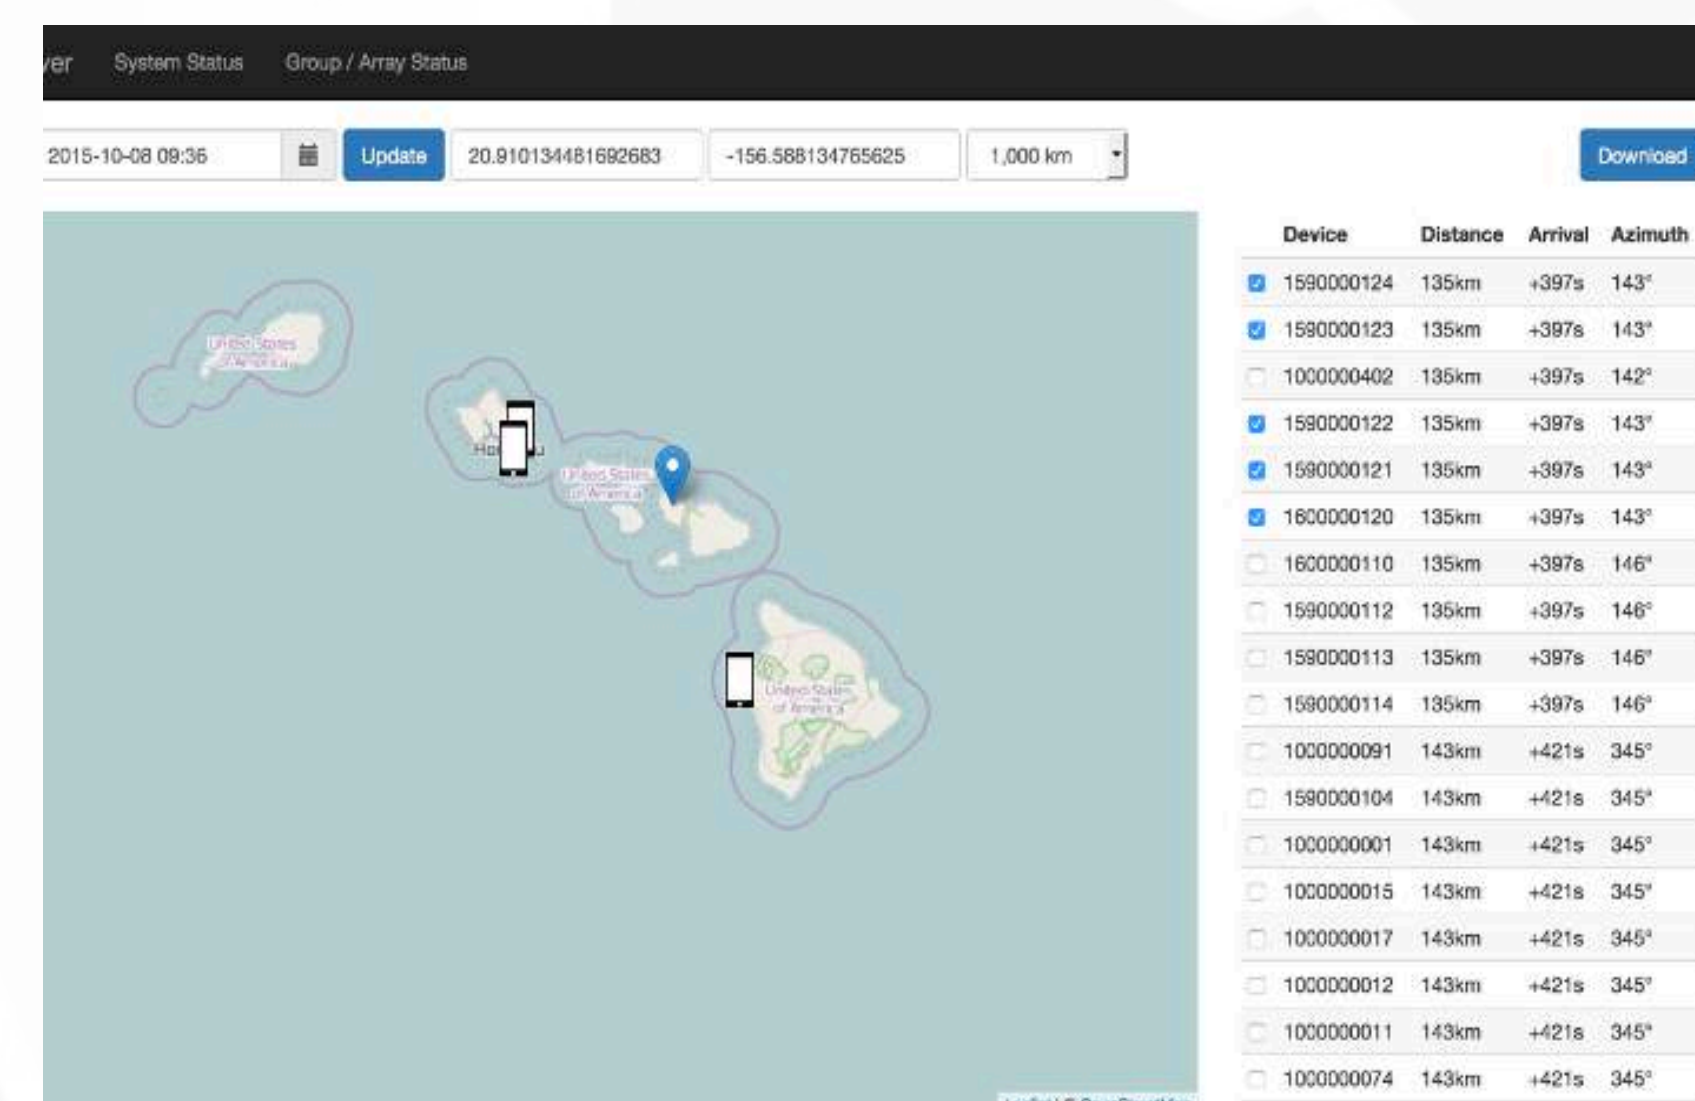 ver System Status Group / Array Status
2015-10-08 09:36 Update 20.910134481692683 -156.588134765625 1,000 km Download
Device Distance Arrival Azimuth
1590000124 135km +397s 143°
1590000123 135km +397s 143°
1000000402 135km +397s 142°
1590000122 135km +397s 143°
1590000121 135km +397s 143°
1600000120 135km +397s 143°
1600000110 135km +397s 146°
1590000112 135km +397s 146°
1590000113 135km +397s 146°
1590000114 135km +397s 146°
1000000091 143km +421s 345°
1590000104 143km +421s 345°
1000000001 143km +421s 345°
1000000015 143km +421s 345°
1000000017 143km +421s 345°
1000000012 143km +421s 345°
1000000011 143km +421s 345°
1000000074 143km +421s 345°
United States
of America
United States
of America
United States
of America